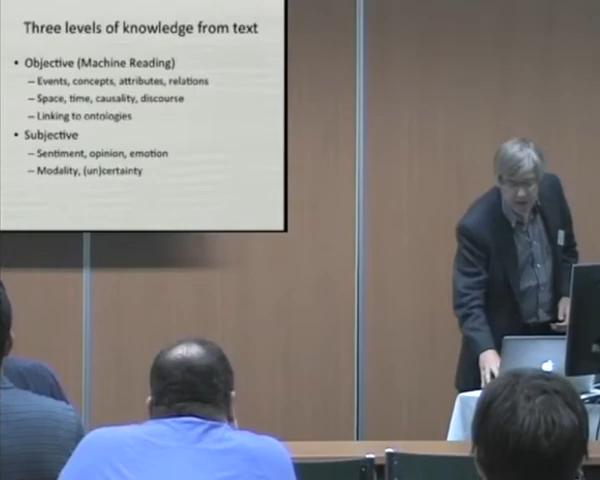 Three levels of knowledge from text
• Objective (Machine Reading)
– Events, concepts, attributes, relations
– Space, time, causality, discourse
– Linking to ontologies
• Subjective
– Sentiment, opinion, emotion
– Modality, (un)certainty